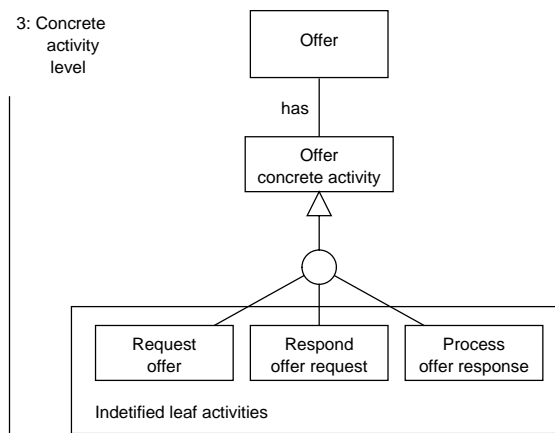 3: Concrete
activity
level
Offer
has
Offer
concrete activity
Request
offer
Respond
offer request
Process
offer response
Indetified leaf activities